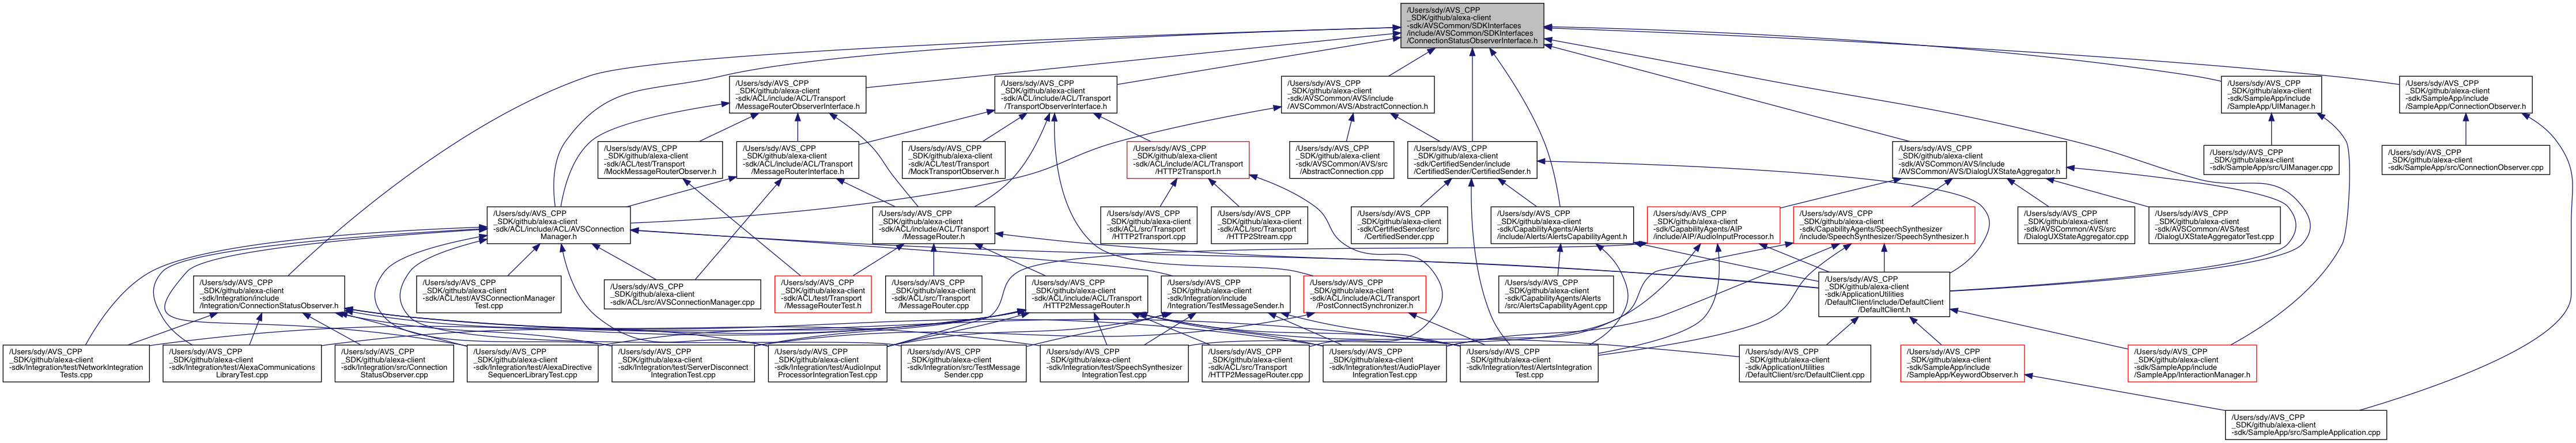 /Users/sdy/AVS_CPP
_SDK/github/alexa-client
-sdk/AVSCommon/SDKInterfaces
/include/AVSCommon/SDKInterfaces
/ConnectionStatusObserverInterface.h
/Users/sdy/AVS_CPP
_SDK/github/alexa-client
-sdk/ACL/include/ACL/Transport
/MessageRouterObserverInterface.h
/Users/sdy/AVS_CPP
_SDK/github/alexa-client
-sdk/ACL/include/ACL/Transport
/TransportObserverInterface.h
/Users/sdy/AVS_CPP
_SDK/github/alexa-client
-sdk/AVSCommon/AVS/include
/AVSCommon/AVS/AbstractConnection.h
/Users/sdy/AVS_CPP
_SDK/github/alexa-client
-sdk/SampleApp/include
/SampleApp/UIManager.h
/Users/sdy/AVS_CPP
_SDK/github/alexa-client
-sdk/SampleApp/include
/SampleApp/ConnectionObserver.h
/Users/sdy/AVS_CPP
_SDK/github/alexa-client
-sdk/ACL/test/Transport
/MockMessageRouterObserver.h
/Users/sdy/AVS_CPP
_SDK/github/alexa-client
-sdk/ACL/include/ACL/Transport
/MessageRouterInterface.h
/Users/sdy/AVS_CPP
_SDK/github/alexa-client
-sdk/ACL/test/Transport
/MockTransportObserver.h
/Users/sdy/AVS_CPP
_SDK/github/alexa-client
-sdk/ACL/include/ACL/Transport
/HTTP2Transport.h
/Users/sdy/AVS_CPP
_SDK/github/alexa-client
-sdk/AVSCommon/AVS/src
/AbstractConnection.cpp
/Users/sdy/AVS_CPP
_SDK/github/alexa-client
-sdk/CertifiedSender/include
/CertifiedSender/CertifiedSender.h
/Users/sdy/AVS_CPP
_SDK/github/alexa-client
-sdk/AVSCommon/AVS/include
/AVSCommon/AVS/DialogUXStateAggregator.h
/Users/sdy/AVS_CPP
_SDK/github/alexa-client
-sdk/SampleApp/src/UIManager.cpp
/Users/sdy/AVS_CPP
_SDK/github/alexa-client
-sdk/SampleApp/src/ConnectionObserver.cpp
/Users/sdy/AVS_CPP
_SDK/github/alexa-client
-sdk/ACL/include/ACL/AVSConnection
Manager.h
/Users/sdy/AVS_CPP
_SDK/github/alexa-client
-sdk/ACL/include/ACL/Transport
/MessageRouter.h
/Users/sdy/AVS_CPP
_SDK/github/alexa-client
-sdk/ACL/src/Transport
/HTTP2Transport.cpp
/Users/sdy/AVS_CPP
_SDK/github/alexa-client
-sdk/ACL/src/Transport
/HTTP2Stream.cpp
/Users/sdy/AVS_CPP
_SDK/github/alexa-client
-sdk/CertifiedSender/src
/CertifiedSender.cpp
/Users/sdy/AVS_CPP
_SDK/github/alexa-client
-sdk/CapabilityAgents/Alerts
/include/Alerts/AlertsCapabilityAgent.h
/Users/sdy/AVS_CPP
_SDK/github/alexa-client
-sdk/CapabilityAgents/AIP
/include/AIP/AudioInputProcessor.h
/Users/sdy/AVS_CPP
_SDK/github/alexa-client
-sdk/CapabilityAgents/SpeechSynthesizer
/include/SpeechSynthesizer/SpeechSynthesizer.h
/Users/sdy/AVS_CPP
_SDK/github/alexa-client
-sdk/AVSCommon/AVS/src
/DialogUXStateAggregator.cpp
/Users/sdy/AVS_CPP
_SDK/github/alexa-client
-sdk/AVSCommon/AVS/test
/DialogUXStateAggregatorTest.cpp
/Users/sdy/AVS_CPP
_SDK/github/alexa-client
-sdk/Integration/include
/Integration/ConnectionStatusObserver.h
/Users/sdy/AVS_CPP
_SDK/github/alexa-client
-sdk/ACL/test/AVSConnectionManager
Test.cpp
/Users/sdy/AVS_CPP
_SDK/github/alexa-client
-sdk/ACL/src/AVSConnectionManager.cpp
/Users/sdy/AVS_CPP
_SDK/github/alexa-client
-sdk/ACL/test/Transport
/MessageRouterTest.h
/Users/sdy/AVS_CPP
_SDK/github/alexa-client
-sdk/ACL/src/Transport
/MessageRouter.cpp
/Users/sdy/AVS_CPP
_SDK/github/alexa-client
-sdk/ACL/include/ACL/Transport
/HTTP2MessageRouter.h
/Users/sdy/AVS_CPP
_SDK/github/alexa-client
-sdk/Integration/include
/Integration/TestMessageSender.h
/Users/sdy/AVS_CPP
_SDK/github/alexa-client
-sdk/ACL/include/ACL/Transport
/PostConnectSynchronizer.h
/Users/sdy/AVS_CPP
_SDK/github/alexa-client
-sdk/CapabilityAgents/Alerts
/src/AlertsCapabilityAgent.cpp
/Users/sdy/AVS_CPP
_SDK/github/alexa-client
-sdk/ApplicationUtilities
/DefaultClient/include/DefaultClient
/DefaultClient.h
/Users/sdy/AVS_CPP
_SDK/github/alexa-client
-sdk/Integration/test/NetworkIntegration
Tests.cpp
/Users/sdy/AVS_CPP
_SDK/github/alexa-client
-sdk/Integration/test/AlexaCommunications
LibraryTest.cpp
/Users/sdy/AVS_CPP
_SDK/github/alexa-client
-sdk/Integration/src/Connection
StatusObserver.cpp
/Users/sdy/AVS_CPP
_SDK/github/alexa-client
-sdk/Integration/test/AlexaDirective
SequencerLibraryTest.cpp
/Users/sdy/AVS_CPP
_SDK/github/alexa-client
-sdk/Integration/test/ServerDisconnect
IntegrationTest.cpp
/Users/sdy/AVS_CPP
_SDK/github/alexa-client
-sdk/Integration/test/AudioInput
ProcessorIntegrationTest.cpp
/Users/sdy/AVS_CPP
_SDK/github/alexa-client
-sdk/Integration/src/TestMessage
Sender.cpp
/Users/sdy/AVS_CPP
_SDK/github/alexa-client
-sdk/Integration/test/SpeechSynthesizer
IntegrationTest.cpp
/Users/sdy/AVS_CPP
_SDK/github/alexa-client
-sdk/ACL/src/Transport
/HTTP2MessageRouter.cpp
/Users/sdy/AVS_CPP
_SDK/github/alexa-client
-sdk/Integration/test/AudioPlayer
IntegrationTest.cpp
/Users/sdy/AVS_CPP
_SDK/github/alexa-client
-sdk/Integration/test/AlertsIntegration
Test.cpp
/Users/sdy/AVS_CPP
_SDK/github/alexa-client
-sdk/ApplicationUtilities
/DefaultClient/src/DefaultClient.cpp
/Users/sdy/AVS_CPP
_SDK/github/alexa-client
-sdk/SampleApp/include
/SampleApp/KeywordObserver.h
/Users/sdy/AVS_CPP
_SDK/github/alexa-client
-sdk/SampleApp/include
/SampleApp/InteractionManager.h
/Users/sdy/AVS_CPP
_SDK/github/alexa-client
-sdk/SampleApp/src/SampleApplication.cpp